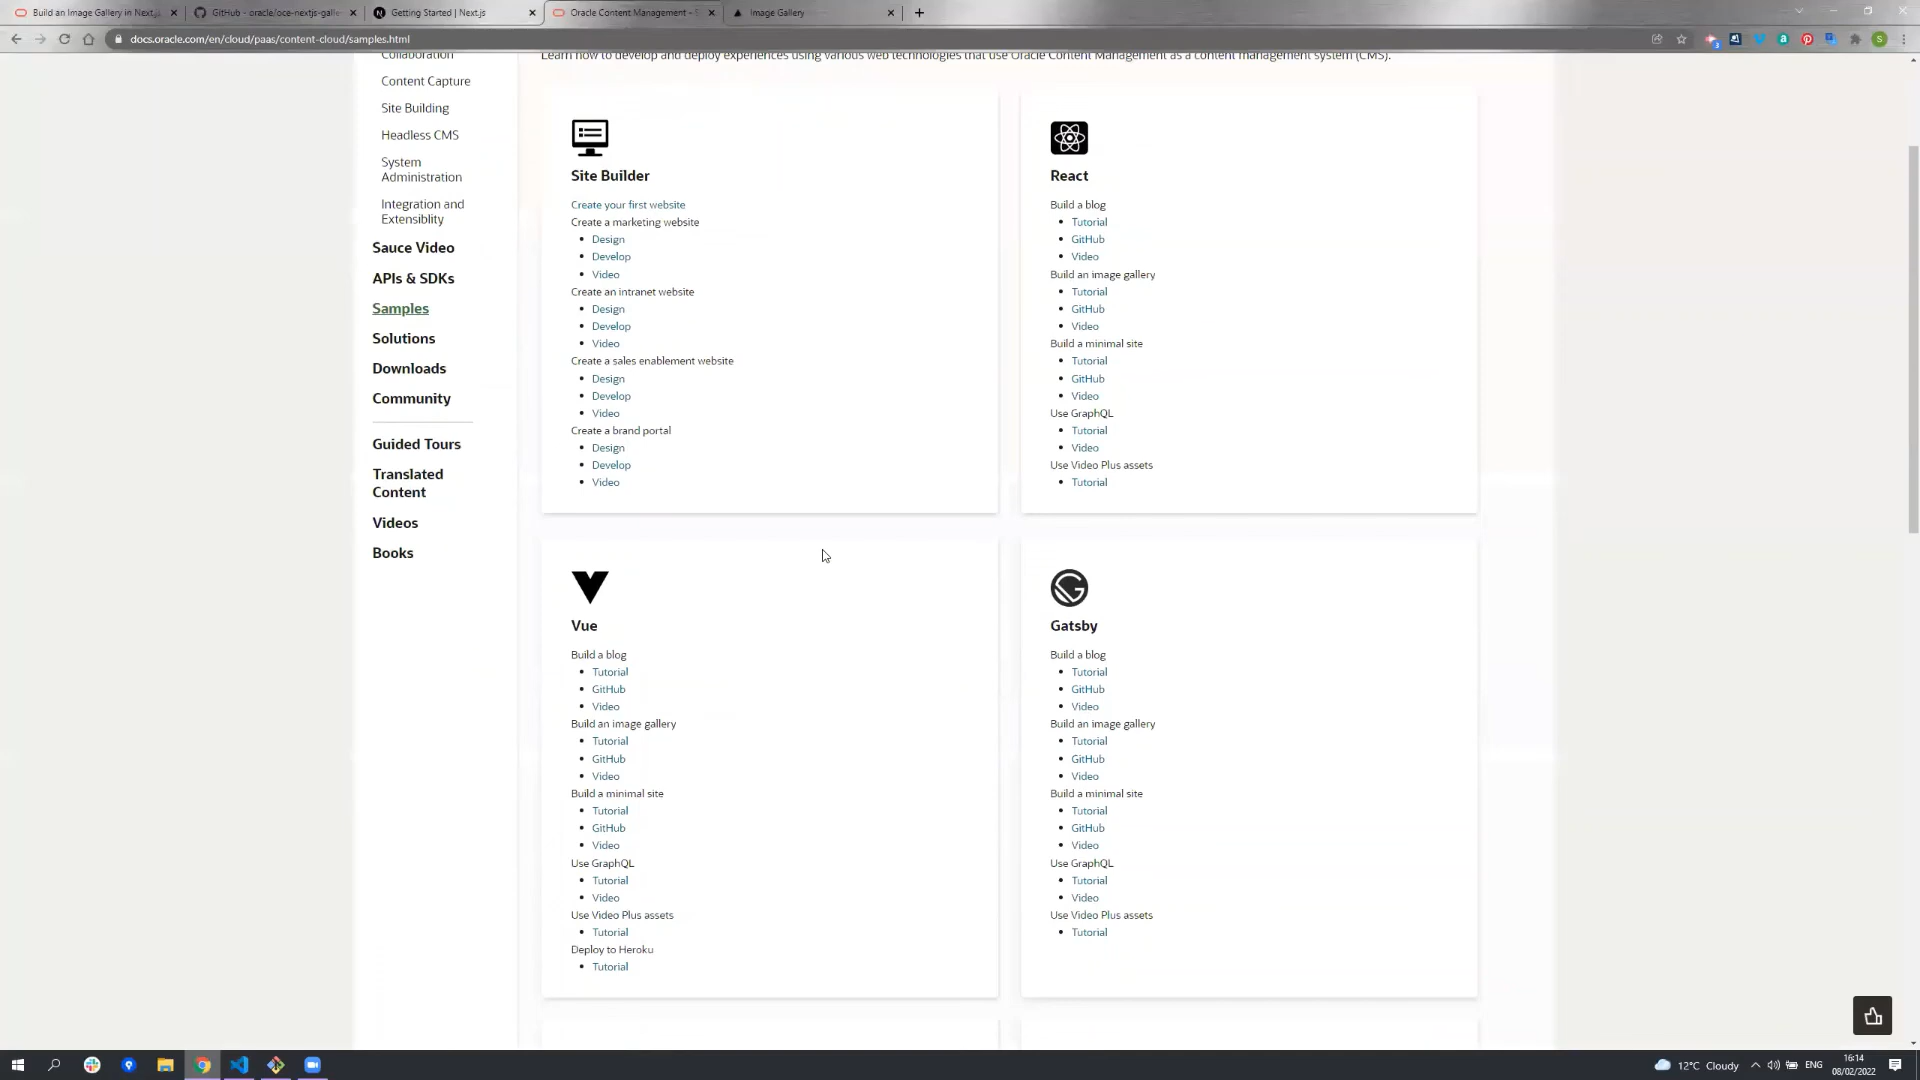 Build an Image Gallery in Next.j
GitHub - oracle/oce-nextjs-galle
Getting Started | Next.js
Oracle Content Management - S
Image Gallery
docs.oracle.com/en/cloud/paas/content-cloud/samples.html
Learn how to develop and deploy experiences using various web technologies that use Oracle Content Management as a content management system (CMS).
Collaboration
Content Capture
Site Building
Headless CMS
System
Administration
Integration and
Extensiblity
Sauce Video
APIs & SDKs
Samples
Solutions
Downloads
Community
Guided Tours
Translated
Content
Videos
Books
Site Builder
Create your first website
Create a marketing website
Design
Develop
Video
Create an intranet website
Design
Develop
Video
Create a sales enablement website
Design
Develop
Video
Create a brand portal
Design
Develop
Video
React
Build a blog
Tutorial
GitHub
Video
Build an image gallery
Tutorial
GitHub
Video
Build a minimal site
Tutorial
GitHub
Video
Use GraphQL
Tutorial
Video
Use Video Plus assets
Tutorial
Vue
Build a blog
Tutorial
GitHub
Video
Build an image gallery
Tutorial
GitHub
Video
Build a minimal site
Tutorial
GitHub
Video
Use GraphQL
Tutorial
Video
Use Video Plus assets
Tutorial
Deploy to Heroku
Tutorial
Gatsby
Build a blog
Tutorial
GitHub
Video
Build an image gallery
Tutorial
GitHub
Video
Build a minimal site
Tutorial
GitHub
Video
Use GraphQL
Tutorial
Video
Use Video Plus assets
Tutorial
12°C Cloudy
ENG
16:14
08/02/2022